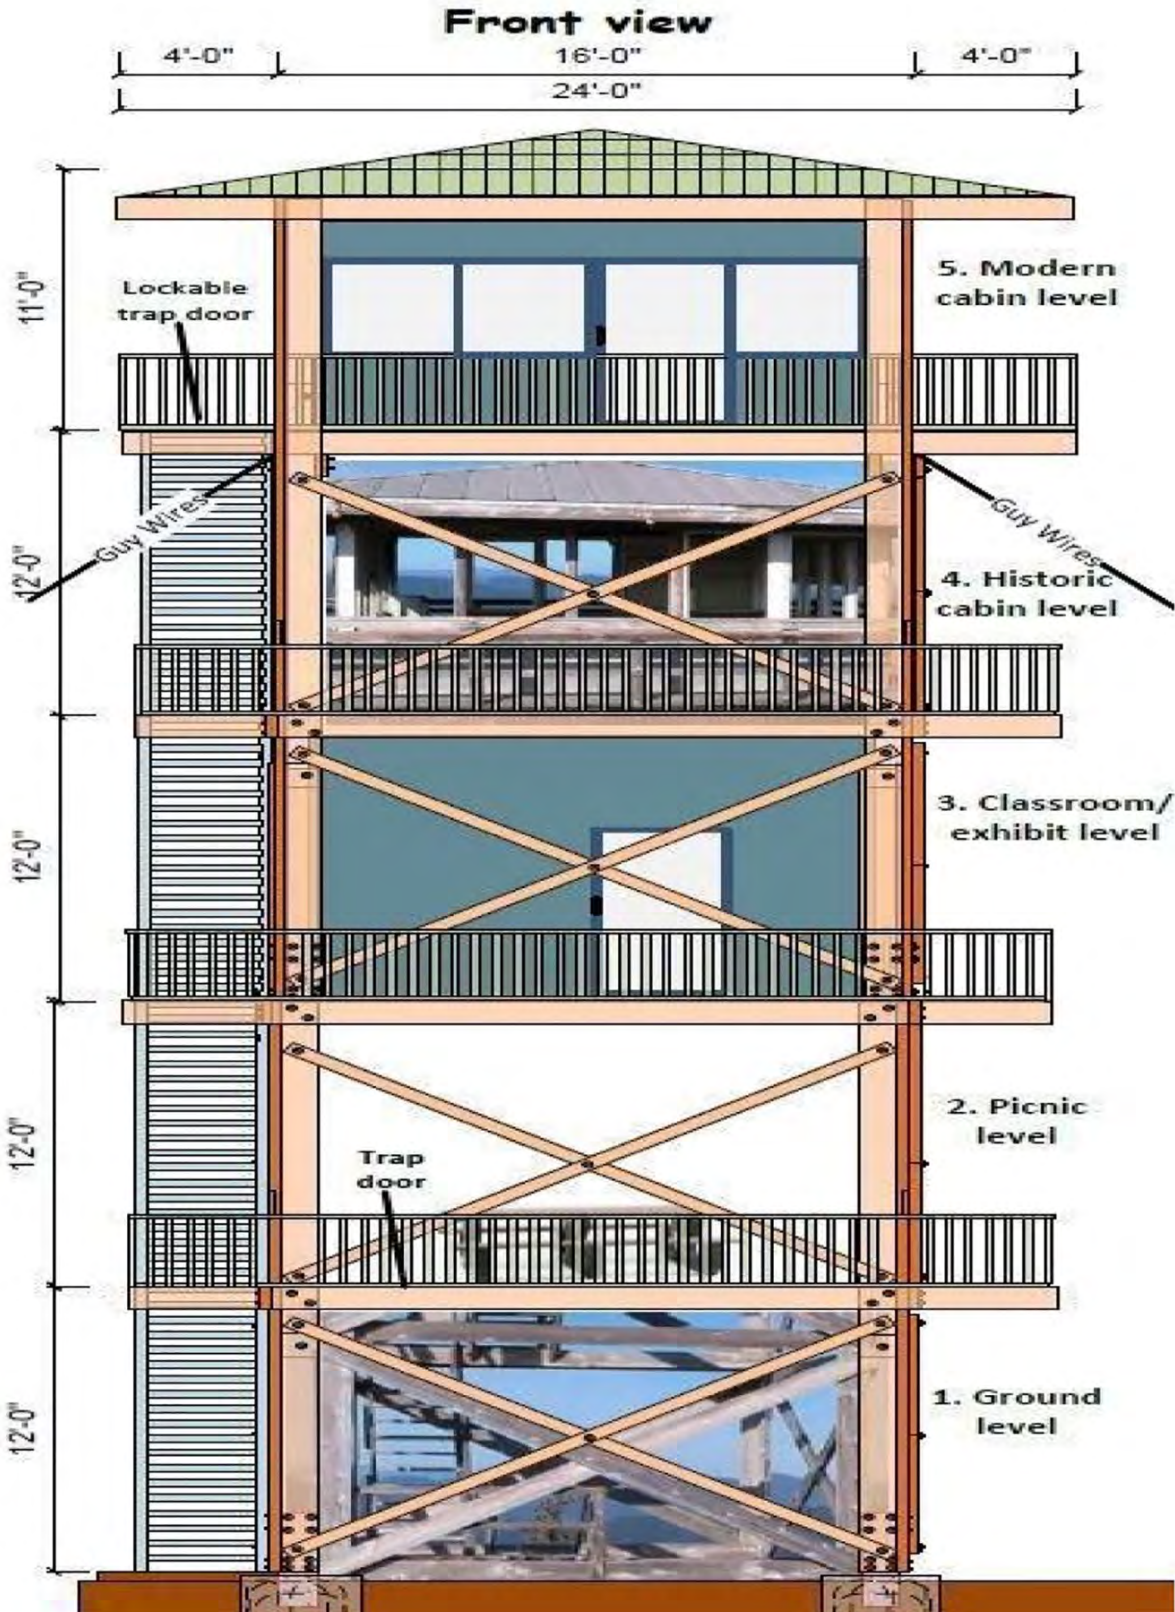 Front view
4'-0" 16'-0" 4'-0"
24'-0"
11'-0"
Lockable
trap door
5. Modern
cabin level
Guy Wires
Guy Wires
12'-0"
4. Historic
cabin level
12'-0"
3. Classroom/
exhibit level
12'-0"
2. Picnic
level
Trap
door
12'-0"
1. Ground
level